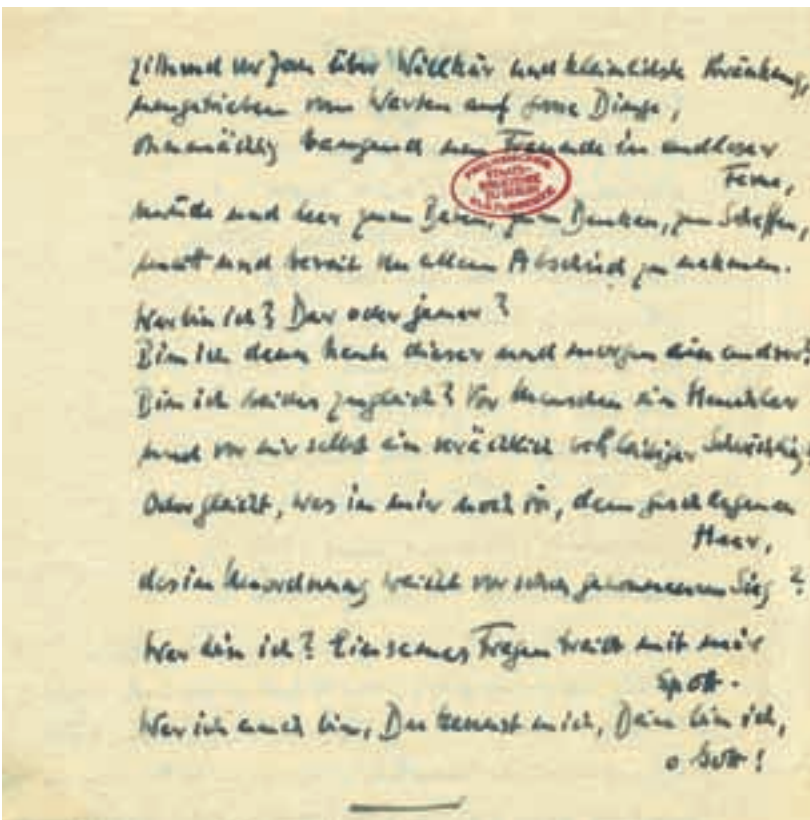 zitternd vor Zorn über Willkür und kleinlichste Kränkung,
umgetrieben vom Warten auf große Dinge,
ohnmächtig bangend um Freunde in endloser
Ferne,
müde und leer zum Beten, zum Denken, zum Schaffen,
matt und bereit von allem Abschied zu nehmen.
Wer bin ich? Der oder jener?
Bin ich denn heute dieser und morgen ein andrer?
Bin ich beides zugleich? Vor Menschen ein Heuchler
und vor mir selbst ein verächtlich wehleidiger Schwächling?
Oder gleicht, was in mir noch ist, dem geschlagenen
Heer,
das in Unordnung weicht vor schon gewonnenem Sieg?
Wer bin ich? Einsames Fragen treibt mit mir
Spott.
Wer ich auch bin, Du kennst mich, Dein bin ich,
o Gott!